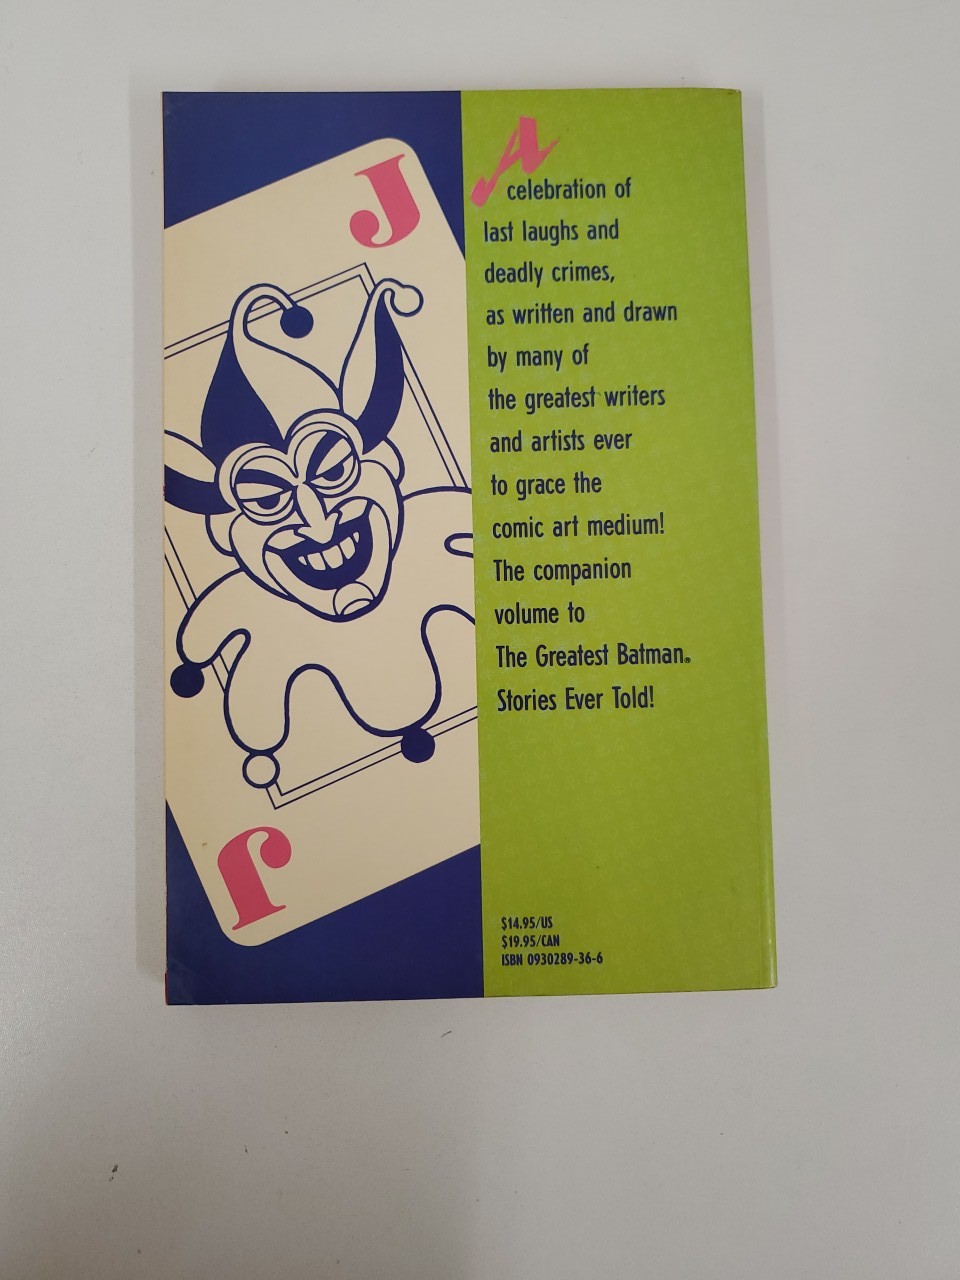 J
A
celebration of
last laughs and
deadly crimes,
as written and drawn
by many of
the greatest writers
and artists ever
to grace the
comic art medium!
The companion
volume to
The Greatest Batman®
Stories Ever Told!
J
$14.95/US
$19.95/CAN
ISBN 0930289-36-6